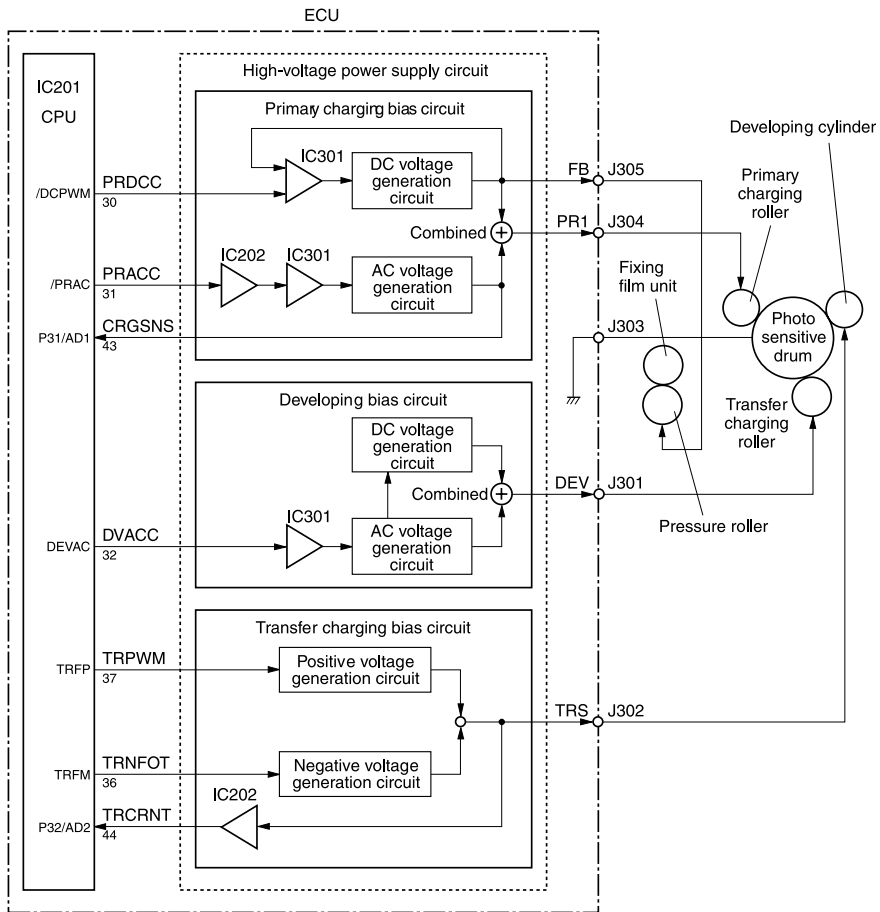 ECU
IC201
CPU
High-voltage power supply circuit
Primary charging bias circuit
IC301
DC voltage
generation
circuit
/DCPWM
PRDCC
30
FB
J305
Developing cylinder
Primary
charging
roller
Combined
PR1
J304
IC202
IC301
AC voltage
generation
circuit
/PRAC
PRACC
31
Fixing
film unit
P31/AD1
CRGSNS
43
J303
Photo
sensitive
drum
Developing bias circuit
DC voltage
generation
circuit
Transfer
charging
roller
Combined
DEV
J301
IC301
AC voltage
generation
circuit
DEVAC
DVACC
32
Pressure roller
Transfer charging bias circuit
TRFP
TRPWM
37
Positive voltage
generation circuit
TRS
J302
TRFM
TRNFOT
36
Negative voltage
generation circuit
IC202
P32/AD2
TRCRNT
44